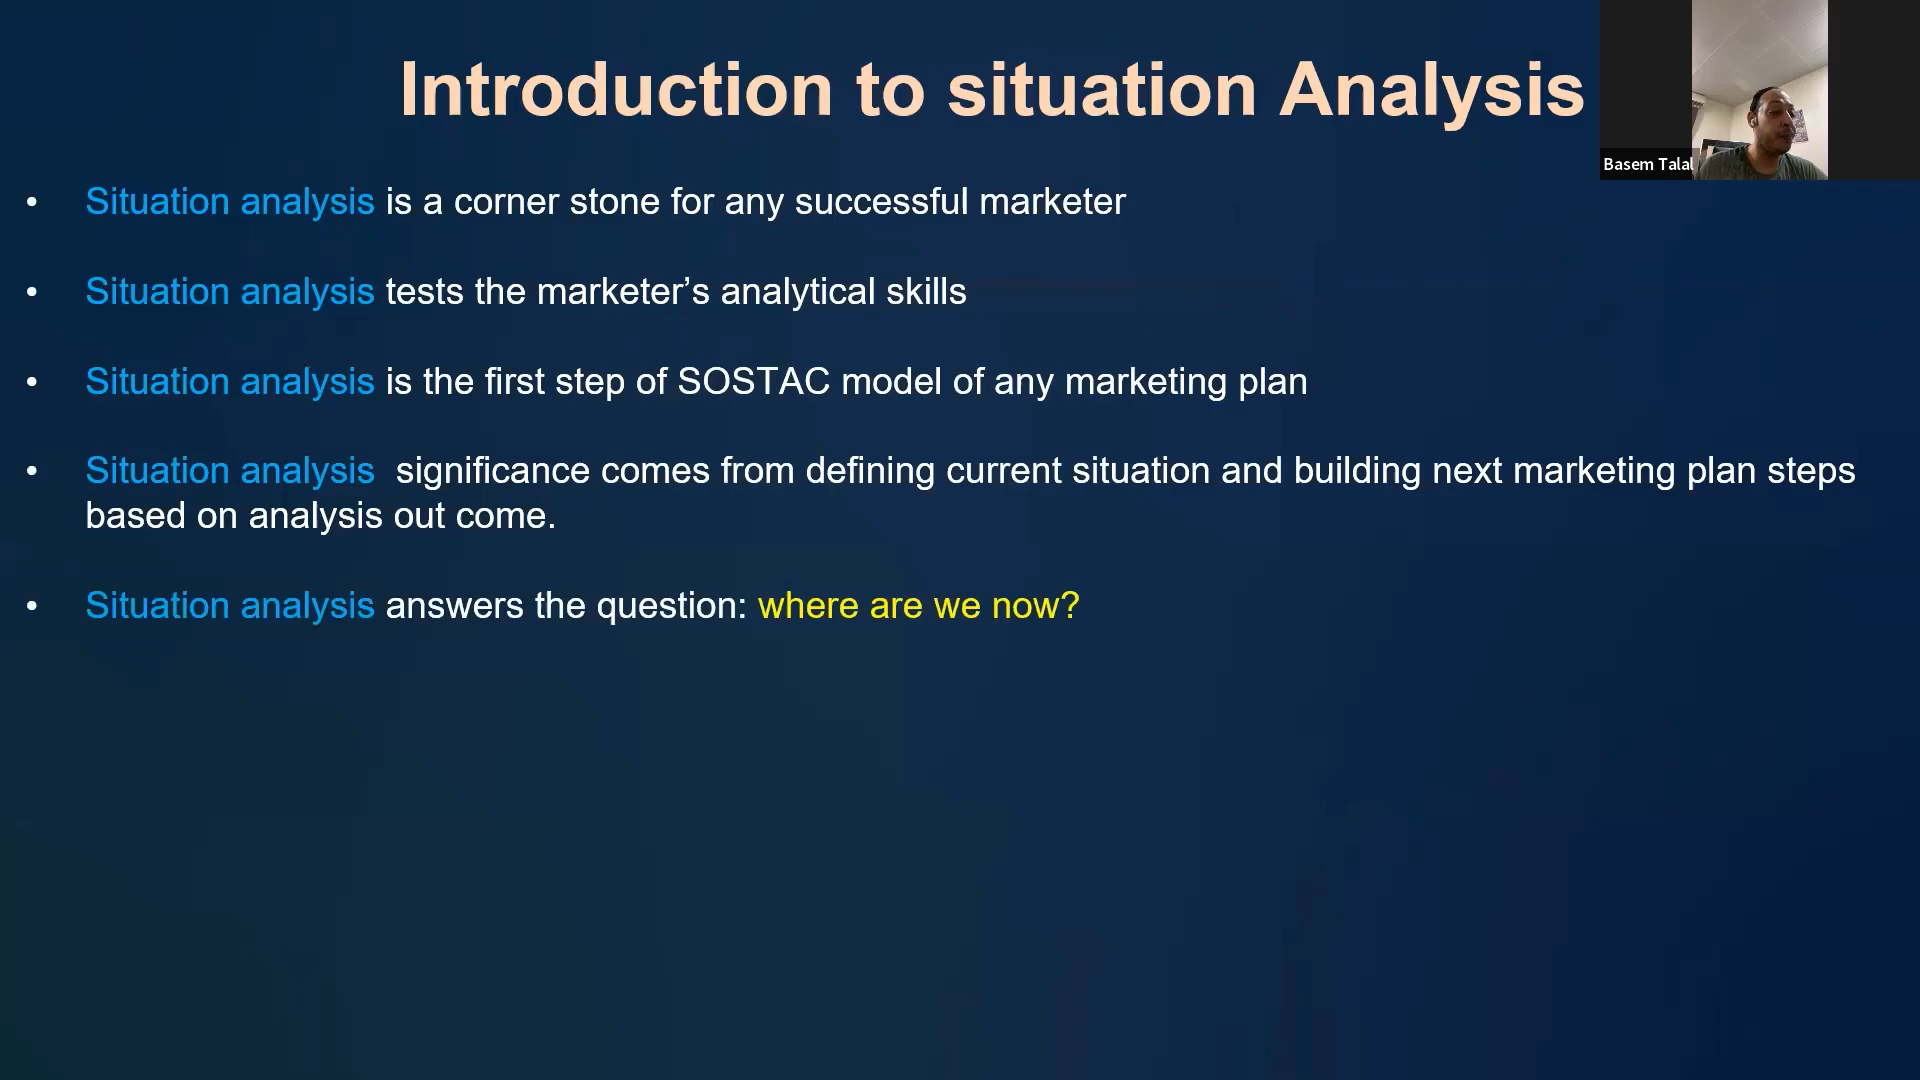 Introduction to situation Analysis
Basem Talal
• Situation analysis is a corner stone for any successful marketer
• Situation analysis tests the marketer’s analytical skills
• Situation analysis is the first step of SOSTAC model of any marketing plan
• Situation analysis  significance comes from defining current situation and building next marketing plan steps
based on analysis out come.
• Situation analysis answers the question: where are we now?